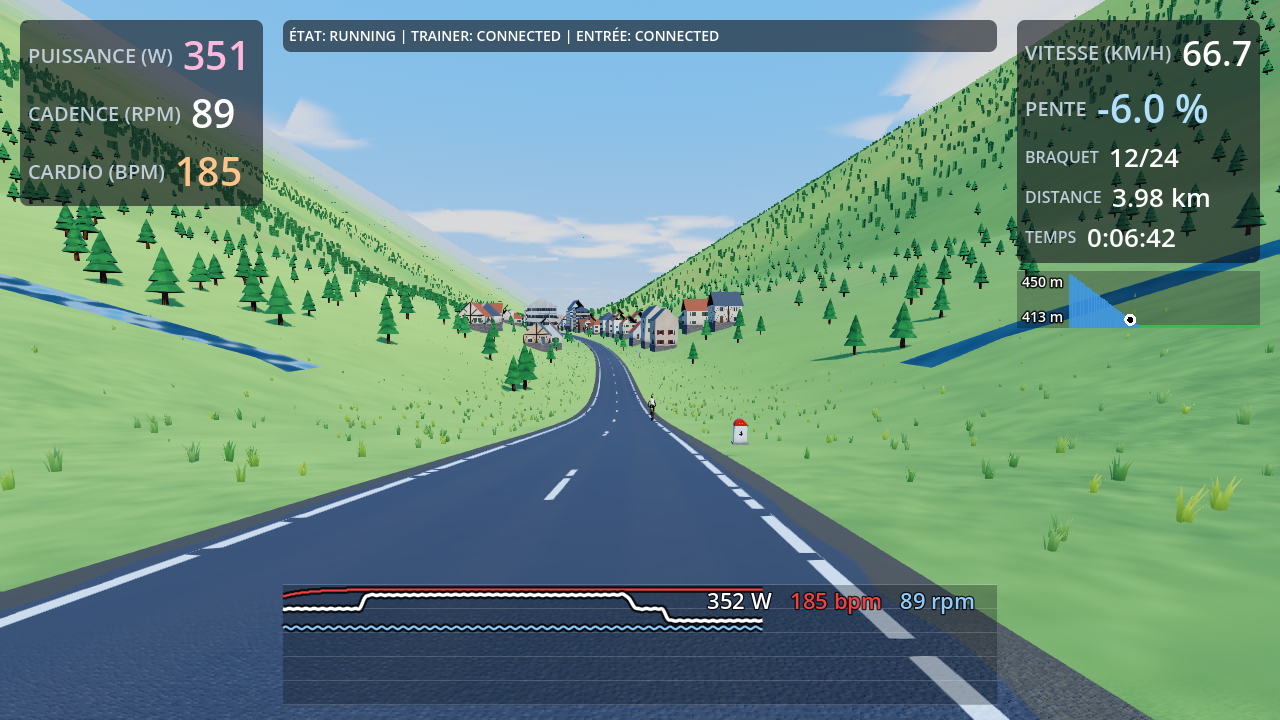 PUISSANCE (W) 351
CADENCE (RPM) 89
CARDIO (BPM) 185
ÉTAT: RUNNING | TRAINER: CONNECTED | ENTRÉE: CONNECTED
VITESSE (KM/H) 66.7
PENTE -6.0 %
BRAQUET 12/24
DISTANCE 3.98 km
TEMPS 0:06:42
450 m
413 m
352 W 185 bpm 89 rpm